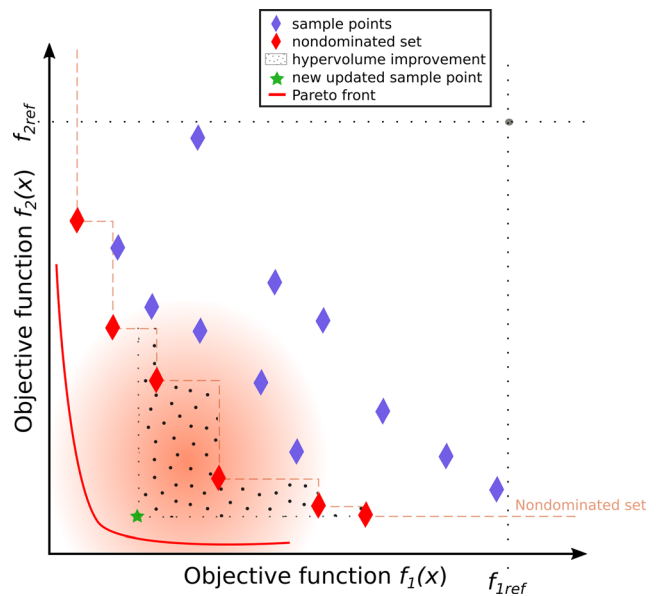 sample points
nondominated set
hypervolume improvement
new updated sample point
Pareto front
f2ref
Objective function f2(x)
Nondominated set
Objective function f1(x)
f1ref